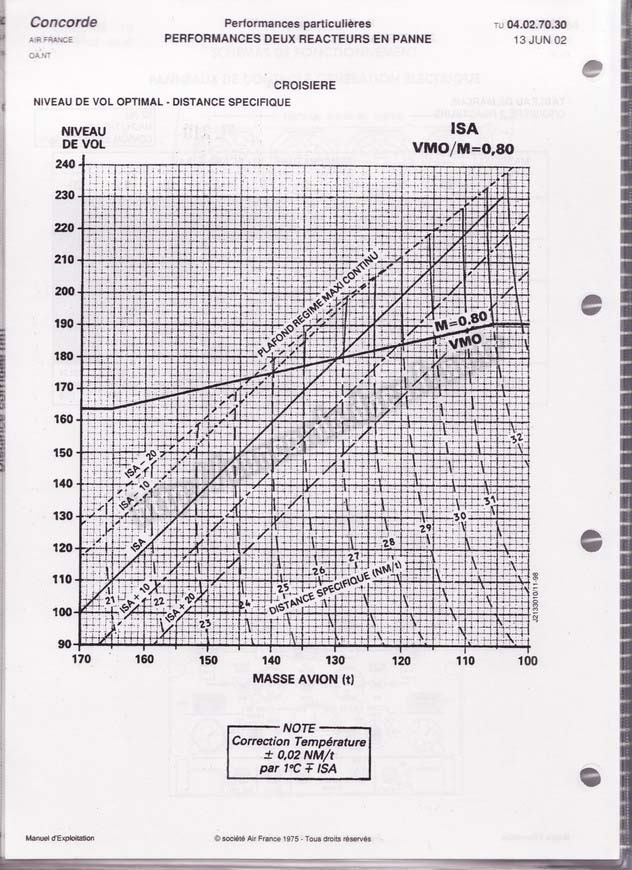 Concorde
AIR FRANCE
OA.NT
Performances particulières
PERFORMANCES DEUX REACTEURS EN PANNE
TU 04.02.70.30
13 JUN 02
CROISIERE
NIVEAU DE VOL OPTIMAL - DISTANCE SPECIFIQUE
NIVEAU
DE VOL
ISA
VMO/M=0,80
240
230
220
210
200
190
180
170
160
150
140
130
120
110
100
90
PLAFOND REGIME MAXI CONTINU
M=0.80
VMO
ISA - 20
ISA - 10
ISA
ISA + 10
ISA + 20
21
22
23
24
25
26
27
28
29
30
31
32
DISTANCE SPECIFIQUE (NM/t)
J2133010/11-98
170 160 150 140 130 120 110 100
MASSE AVION (t)
NOTE
Correction Température
± 0,02 NM/t
par 1°C ∓ ISA
Manuel d'Exploitation
© société Air France 1975 - Tous droits réservés